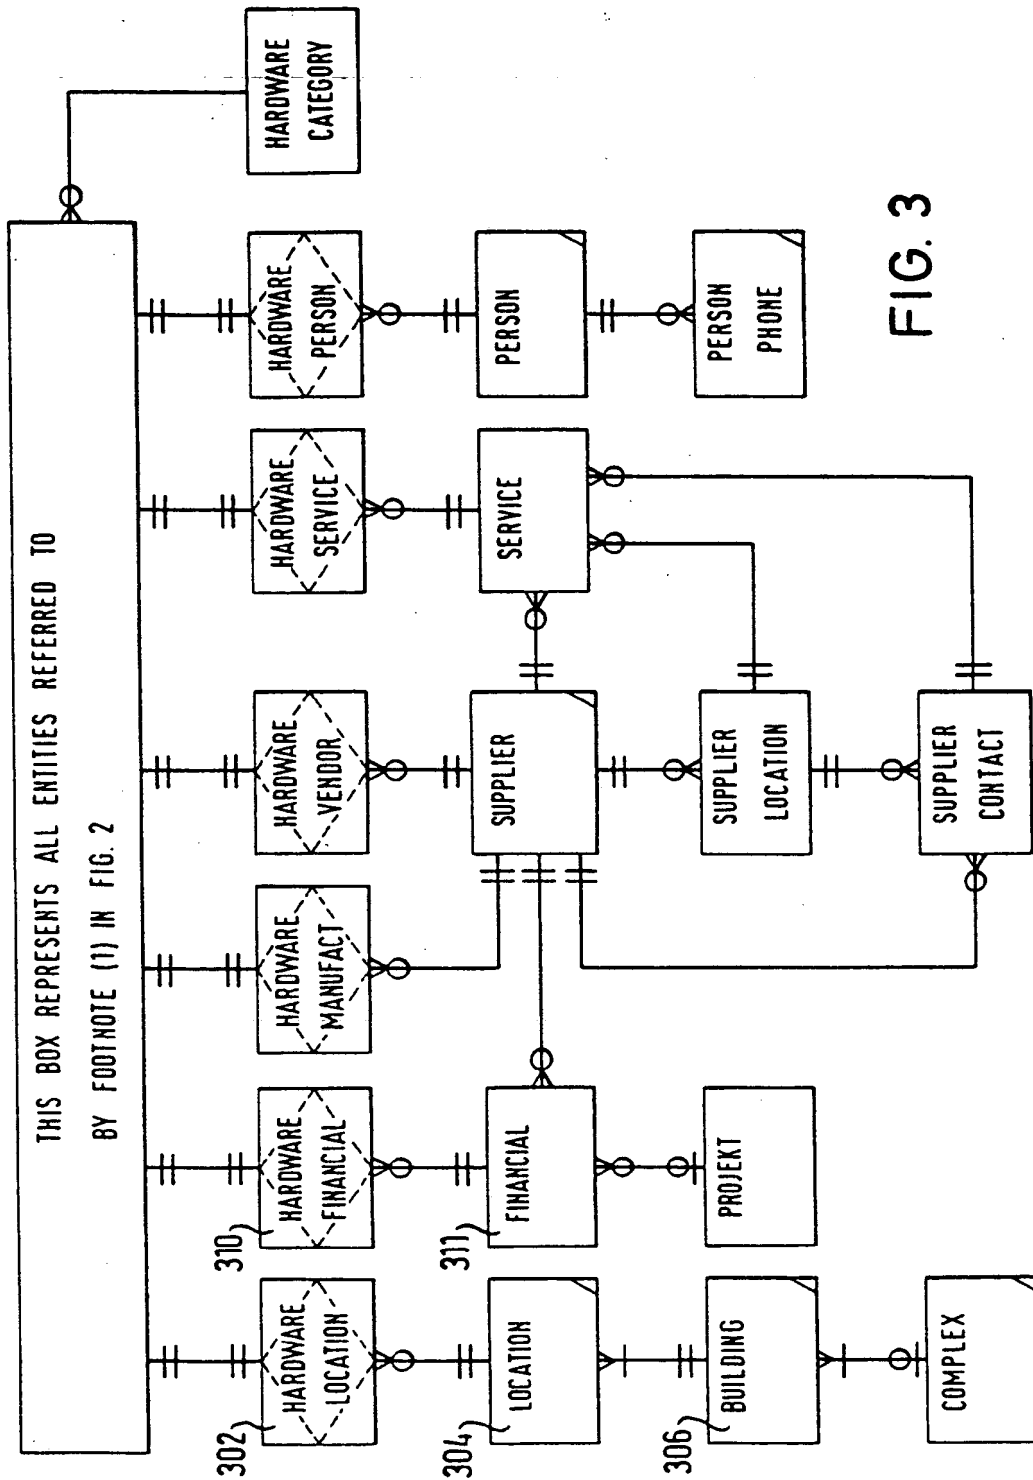 THIS BOX REPRESENTS ALL ENTITIES REFERRED TO
BY FOOTNOTE (1) IN FIG. 2
302
HARDWARE
LOCATION
310
HARDWARE
FINANCIAL
HARDWARE
MANUFACT
HARDWARE
VENDOR
HARDWARE
SERVICE
HARDWARE
PERSON
HARDWARE
CATEGORY
304
LOCATION
311
FINANCIAL
SUPPLIER
SERVICE
PERSON
306
BUILDING
PROJEKT
SUPPLIER
LOCATION
PERSON
PHONE
COMPLEX
SUPPLIER
CONTACT
FIG. 3